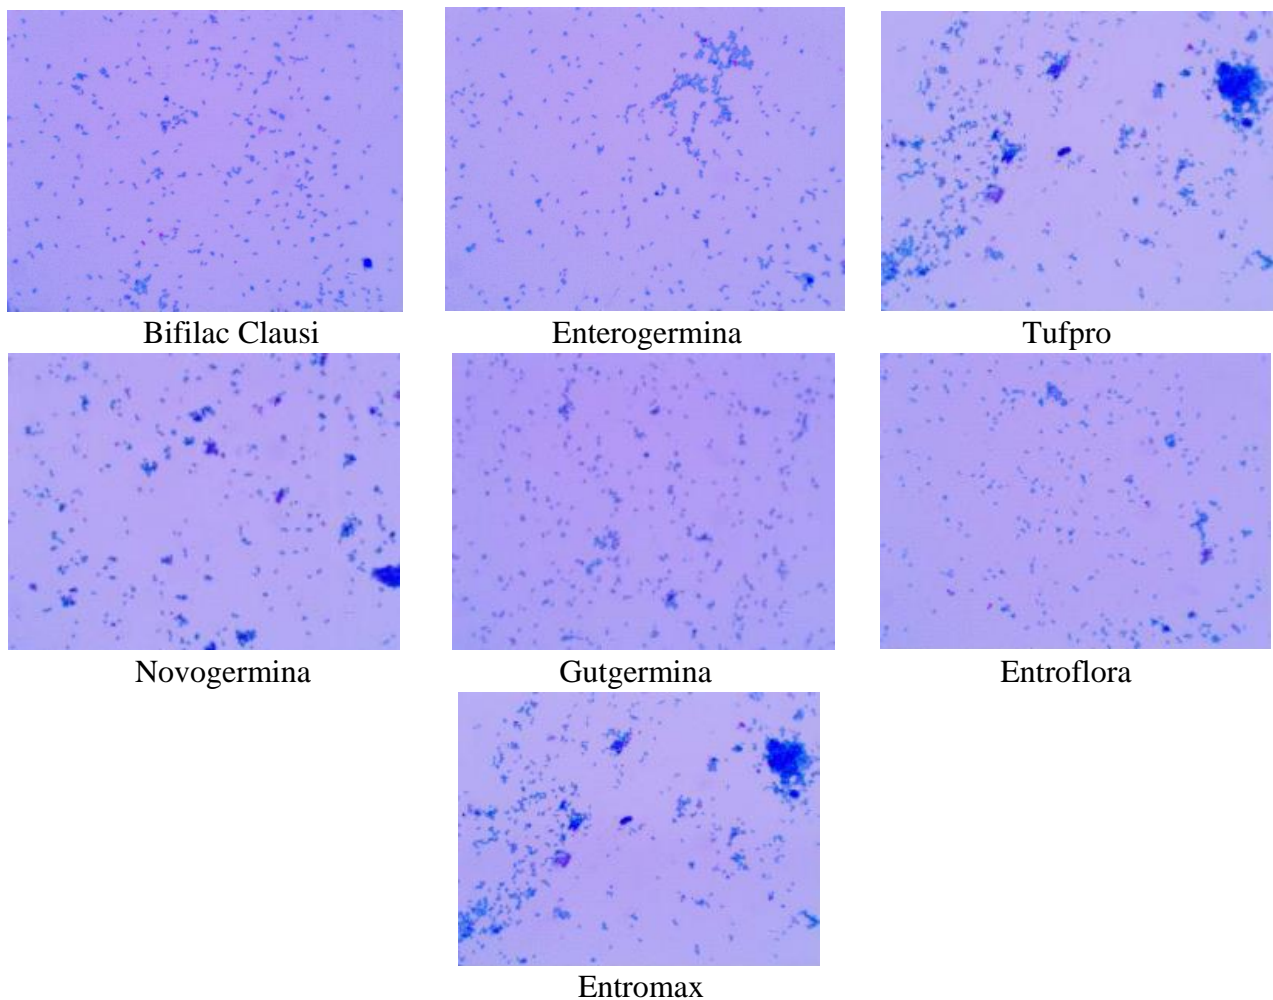 Bifilac Clausi
Enterogermina
Tufpro
Novogermina
Gutgermina
Entroflora
Entromax